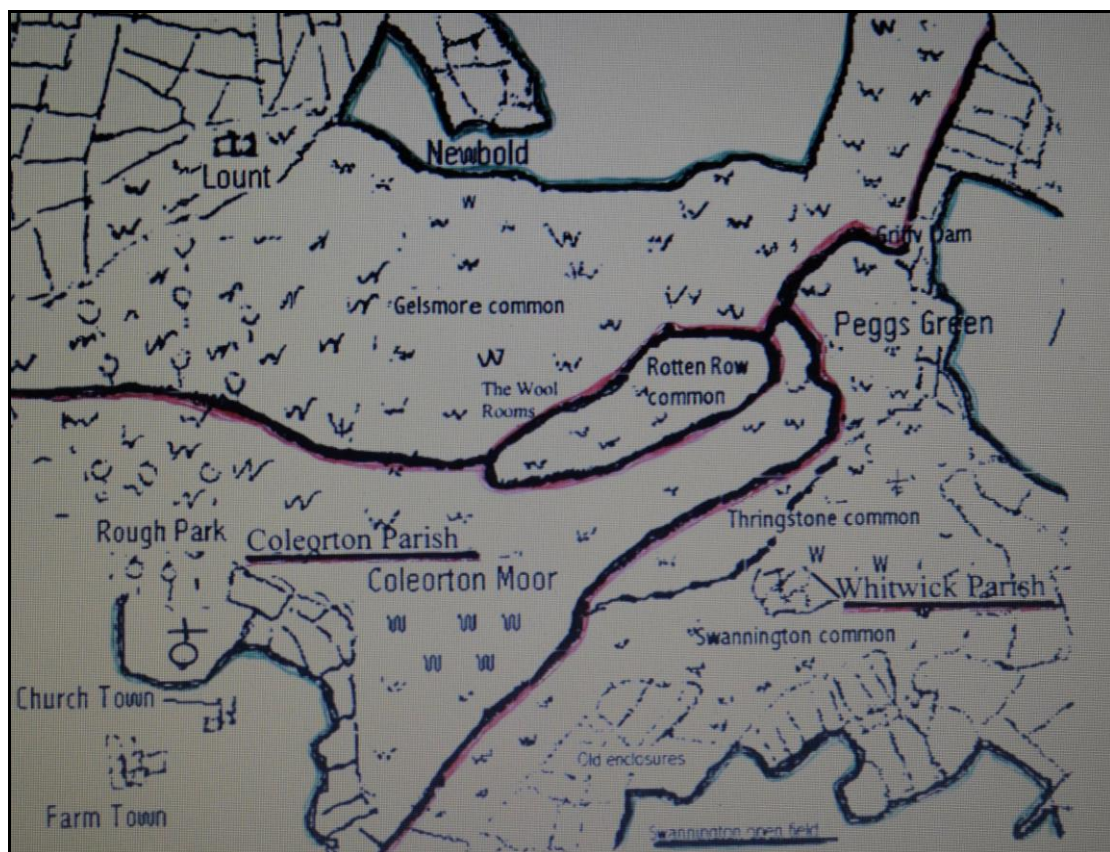 Newbold
Lount
Griffy Dam
Gelsmore common
Peggs Green
Rotten Row
common
The Wool
Rooms
Thringstone common
Rough Park
Coleorton Parish
Coleorton Moor
Whitwick Parish
Swannington common
Church Town
Old enclosures
Farm Town
Swannington open field